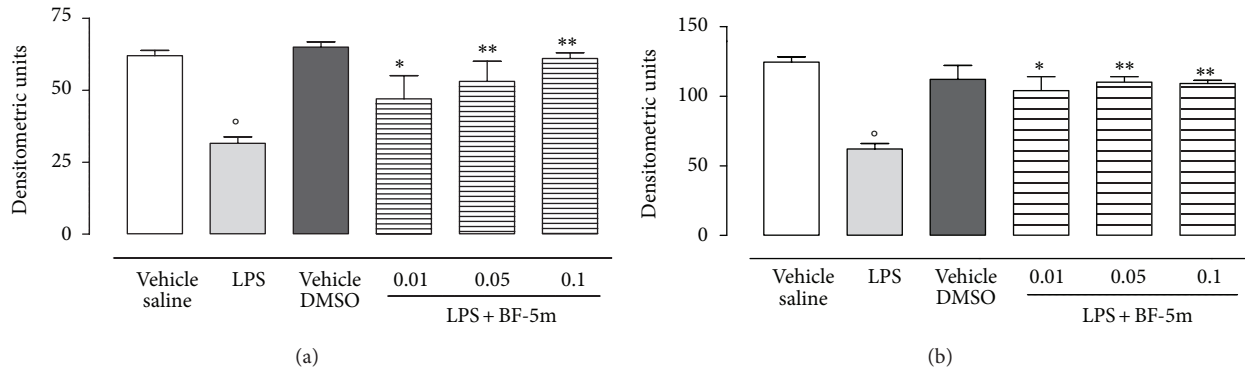 75
50
25
0
Densitometric units
°
*
**
**
Vehicle saline
LPS
Vehicle DMSO
0.01
0.05
0.1
LPS + BF-5m
(a)
150
100
50
0
Densitometric units
°
*
**
**
Vehicle saline
LPS
Vehicle DMSO
0.01
0.05
0.1
LPS + BF-5m
(b)